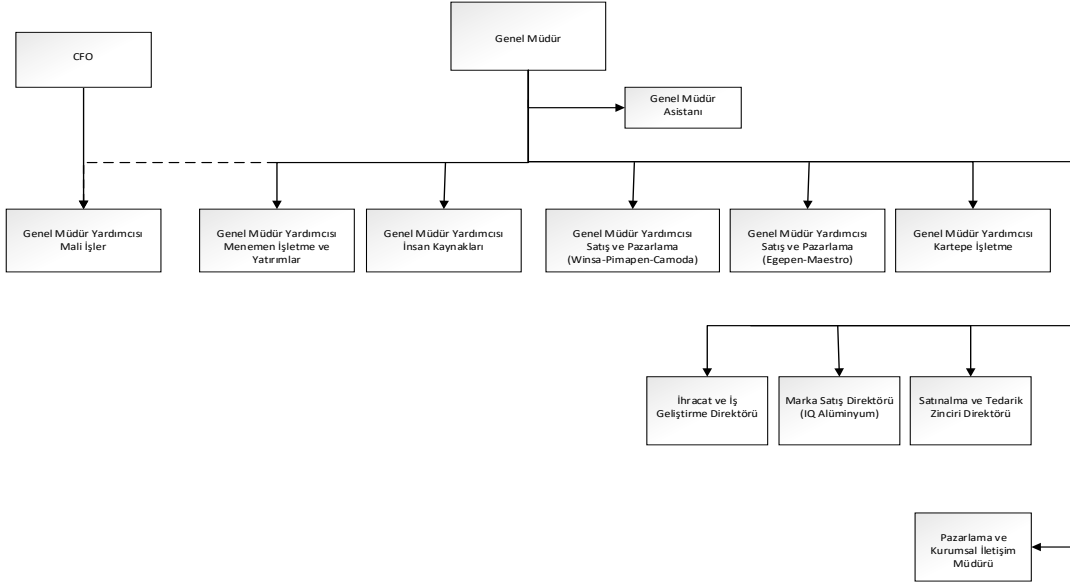 CFO
Genel Müdür
Genel Müdür
Asistanı
Genel Müdür Yardımcısı
Mali İşler
Genel Müdür Yardımcısı
Menemen İşletme ve
Yatırımlar
Genel Müdür Yardımcısı
İnsan Kaynakları
Genel Müdür Yardımcısı
Satış ve Pazarlama
(Winsa-Pimapen-Camoda)
Genel Müdür Yardımcısı
Satış ve Pazarlama
(Egepen-Maestro)
Genel Müdür Yardımcısı
Kartepe İşletme
İhracat ve İş
Geliştirme Direktörü
Marka Satış Direktörü
(IQ Alüminyum)
Satınalma ve Tedarik
Zinciri Direktörü
Pazarlama ve
Kurumsal İletişim
Müdürü